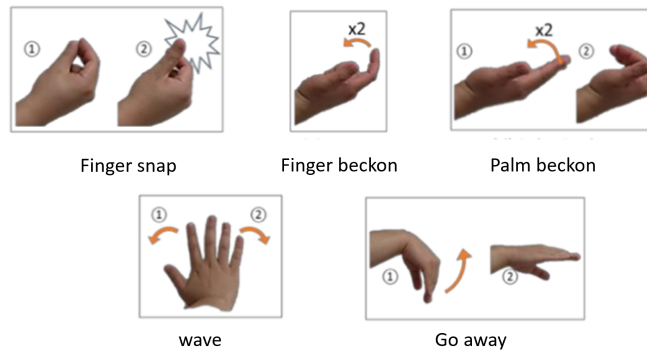 ① ②
x2
① x2 ②
Finger snap
Finger beckon
Palm beckon
① ②
① ②
wave
Go away